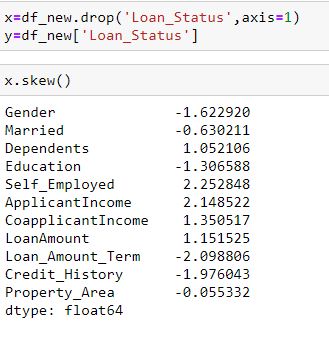 x=df_new.drop('Loan_Status',axis=1)
y=df_new['Loan_Status']
x.skew()
Gender -1.622920
Married -0.630211
Dependents 1.052106
Education -1.306588
Self_Employed 2.252848
ApplicantIncome 2.148522
CoapplicantIncome 1.350517
LoanAmount 1.151525
Loan_Amount_Term -2.098806
Credit_History -1.976043
Property_Area -0.055332
dtype: float64